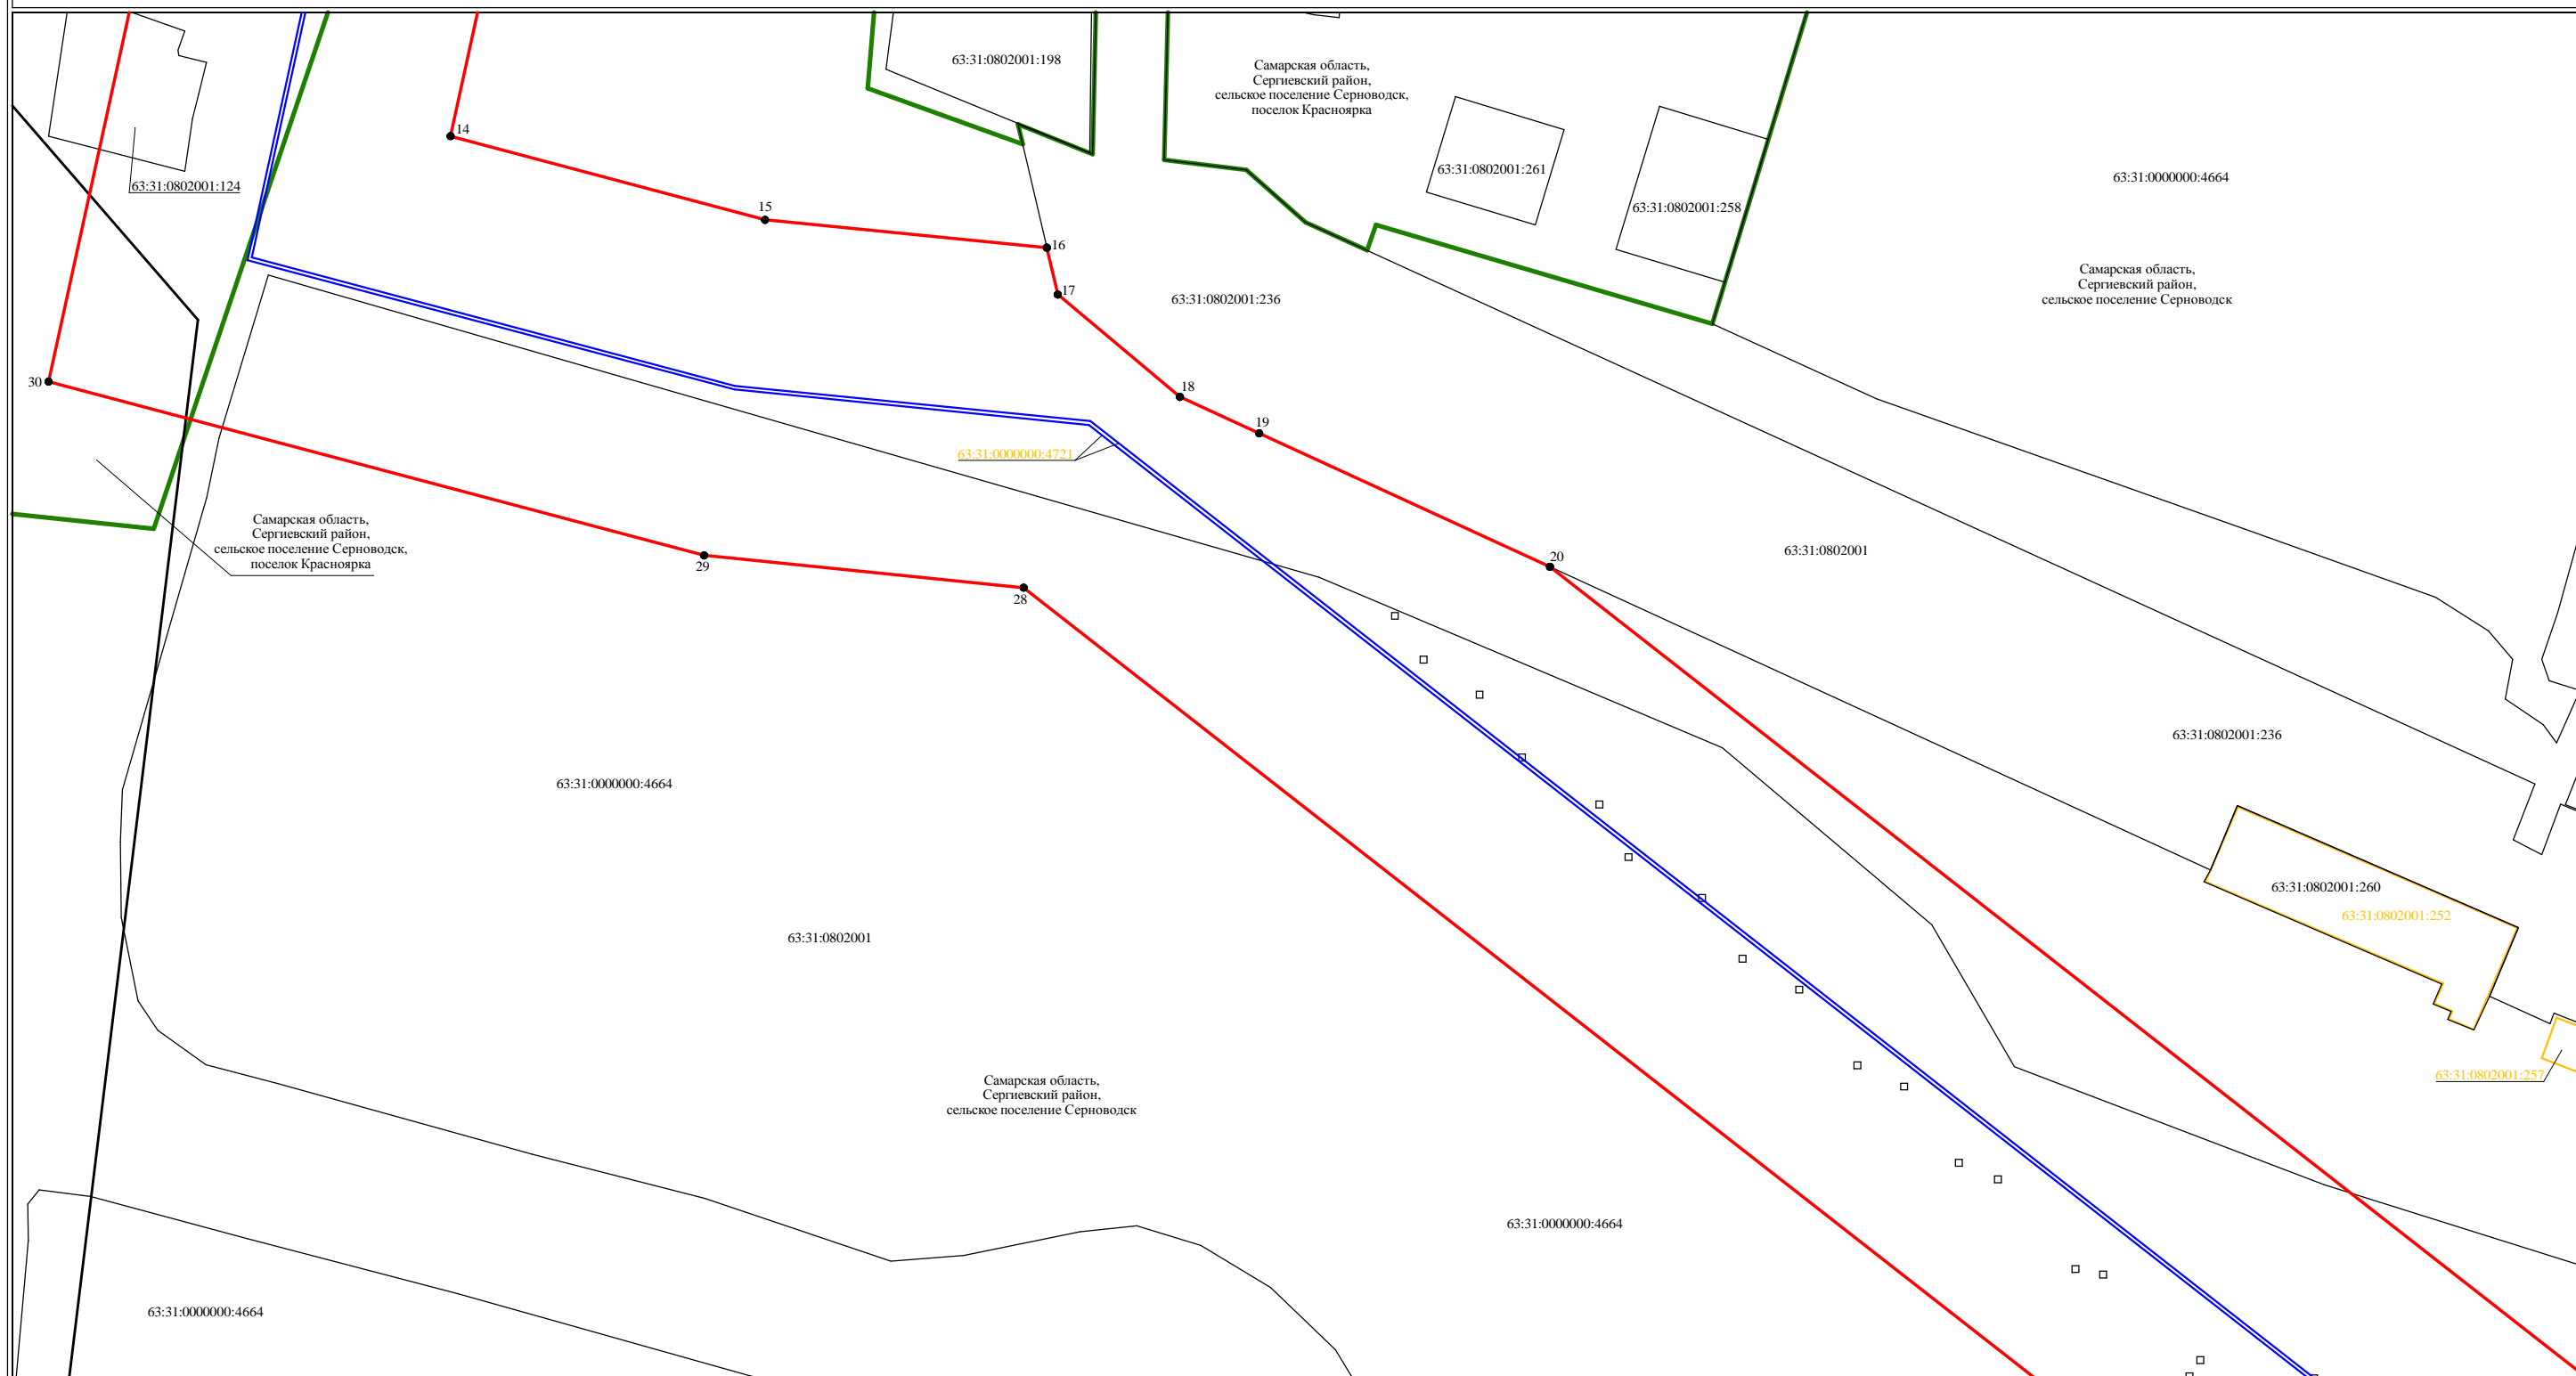 63:31:0802001:198
Самарская область,
Сергиевский район,
сельское поселение Серноводск,
поселок Красноярка
14
63:31:0802001:261
63:31:0000000:4664
63:31:0802001:124
15
63:31:0802001:258
16
Самарская область,
Сергиевский район,
сельское поселение Серноводск
17
63:31:0802001:236
30
18
19
63:31:0000000:4721
Самарская область,
Сергиевский район,
сельское поселение Серноводск,
поселок Красноярка
29
20
63:31:0802001
28
63:31:0802001:236
63:31:0000000:4664
63:31:0802001:260
63:31:0802001:252
63:31:0802001
63:31:0802001:257
Самарская область,
Сергиевский район,
сельское поселение Серноводск
63:31:0000000:4664
63:31:0000000:4664